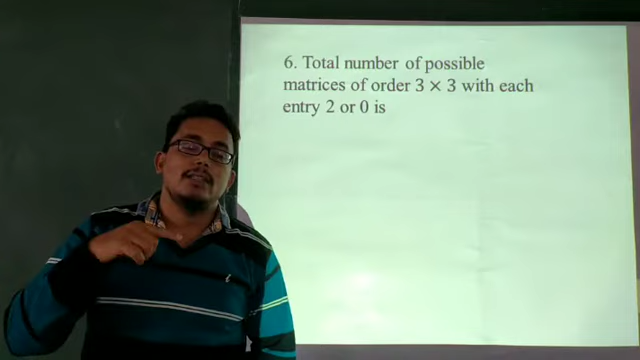 6. Total number of possible
matrices of order 3 × 3 with each
entry 2 or 0 is